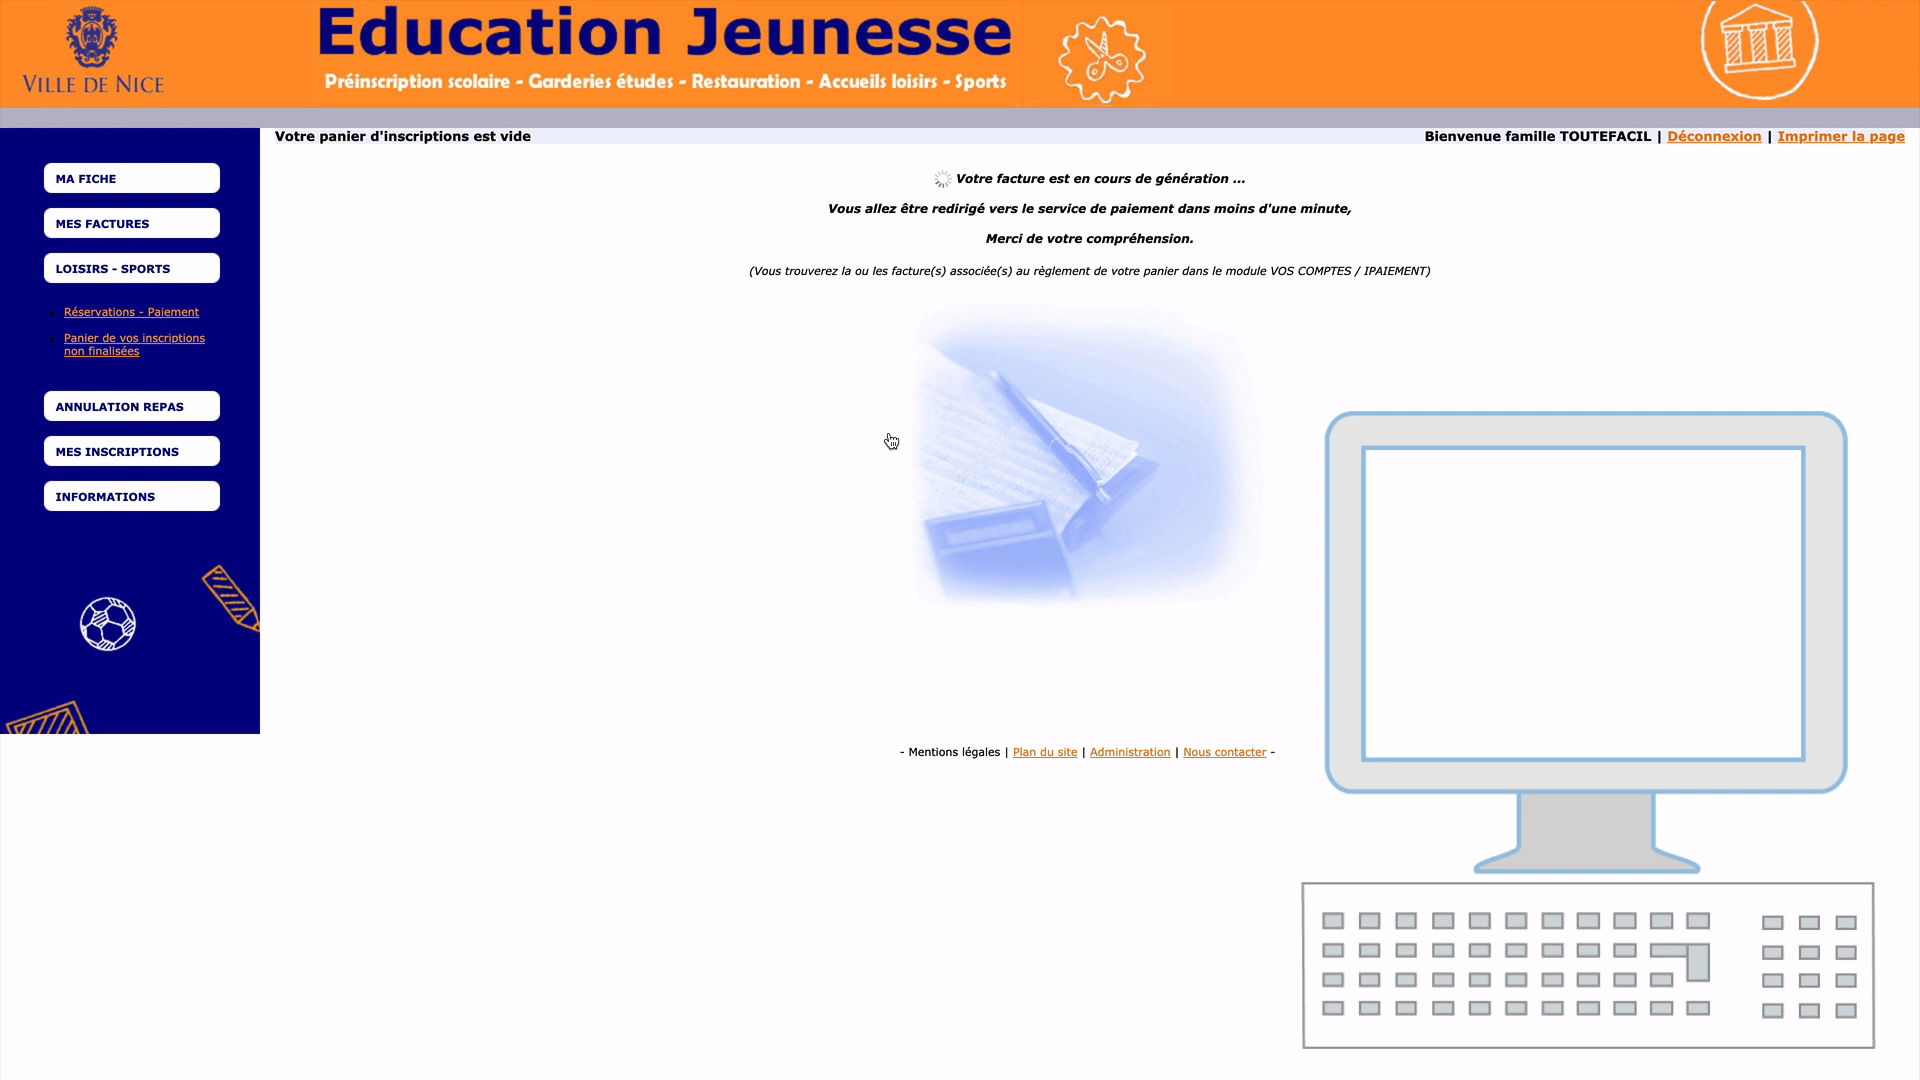 VILLE DE NICE
Education Jeunesse
Préinscription scolaire - Garderies études - Restauration - Accueils loisirs - Sports
Votre panier d'inscriptions est vide
Bienvenue famille TOUTEFACIL | Déconnexion | Imprimer la page
MA FICHE
MES FACTURES
LOISIRS - SPORTS
Réservations - Paiement
Panier de vos inscriptions
non finalisées
ANNULATION REPAS
MES INSCRIPTIONS
INFORMATIONS
Votre facture est en cours de génération ...
Vous allez être redirigé vers le service de paiement dans moins d'une minute,
Merci de votre compréhension.
(Vous trouverez la ou les facture(s) associée(s) au règlement de votre panier dans le module VOS COMPTES / IPAIEMENT)
- Mentions légales | Plan du site | Administration | Nous contacter -